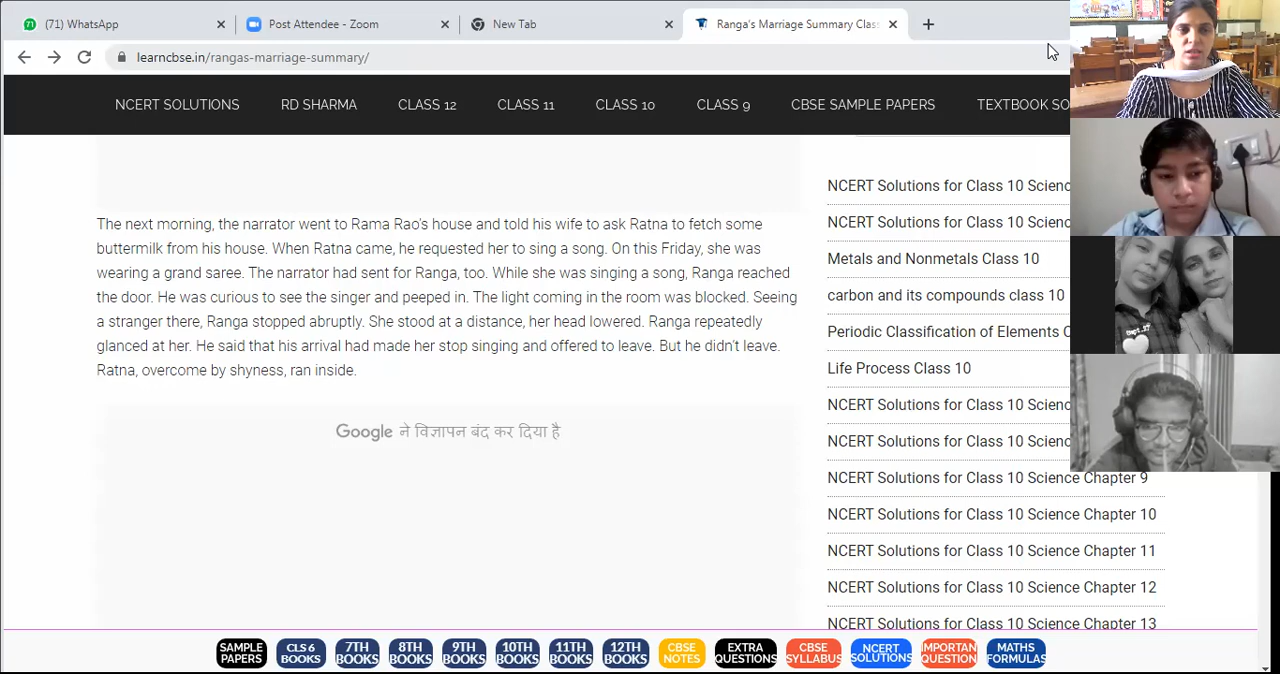 (71) WhatsApp
Post Attendee - Zoom
New Tab
Ranga's Marriage Summary Clas
learncbse.in/rangas-marriage-summary/
NCERT SOLUTIONS RD SHARMA CLASS 12 CLASS 11 CLASS 10 CLASS 9 CBSE SAMPLE PAPERS TEXTBOOK SO
The next morning, the narrator went to Rama Rao's house and told his wife to ask Ratna to fetch some
buttermilk from his house. When Ratna came, he requested her to sing a song. On this Friday, she was
wearing a grand saree. The narrator had sent for Ranga, too. While she was singing a song, Ranga reached
the door. He was curious to see the singer and peeped in. The light coming in the room was blocked. Seeing
a stranger there, Ranga stopped abruptly. She stood at a distance, her head lowered. Ranga repeatedly
glanced at her. He said that his arrival had made her stop singing and offered to leave. But he didn't leave.
Ratna, overcome by shyness, ran inside.
Google ने विज्ञापन बंद कर दिया है
NCERT Solutions for Class 10 Scienc
NCERT Solutions for Class 10 Scienc
Metals and Nonmetals Class 10
carbon and its compounds class 10
Periodic Classification of Elements C
Life Process Class 10
NCERT Solutions for Class 10 Scienc
NCERT Solutions for Class 10 Scienc
NCERT Solutions for Class 10 Science Chapter 9
NCERT Solutions for Class 10 Science Chapter 10
NCERT Solutions for Class 10 Science Chapter 11
NCERT Solutions for Class 10 Science Chapter 12
NCERT Solutions for Class 10 Science Chapter 13
SAMPLE PAPERS
CLS 6 BOOKS
7TH BOOKS
8TH BOOKS
9TH BOOKS
10TH BOOKS
11TH BOOKS
12TH BOOKS
CBSE NOTES
EXTRA QUESTIONS
CBSE SYLLABUS
NCERT SOLUTIONS
IMPORTAN QUESTION
MATHS FORMULAS